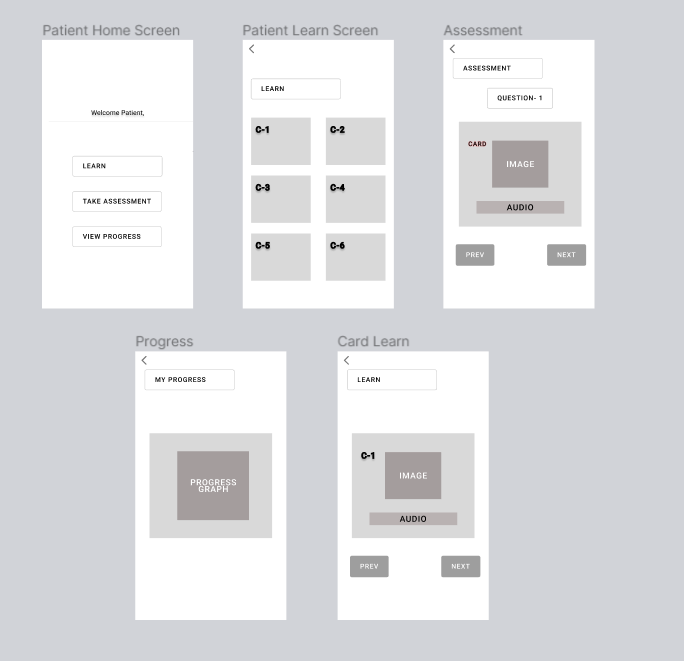 Patient Home Screen
Welcome Patient,
LEARN
TAKE ASSESSMENT
VIEW PROGRESS
Patient Learn Screen
LEARN
C-1
C-2
C-3
C-4
C-5
C-6
Assessment
ASSESSMENT
QUESTION- 1
CARD
IMAGE
AUDIO
PREV
NEXT
Progress
MY PROGRESS
PROGRESS
GRAPH
Card Learn
LEARN
C-1
IMAGE
AUDIO
PREV
NEXT